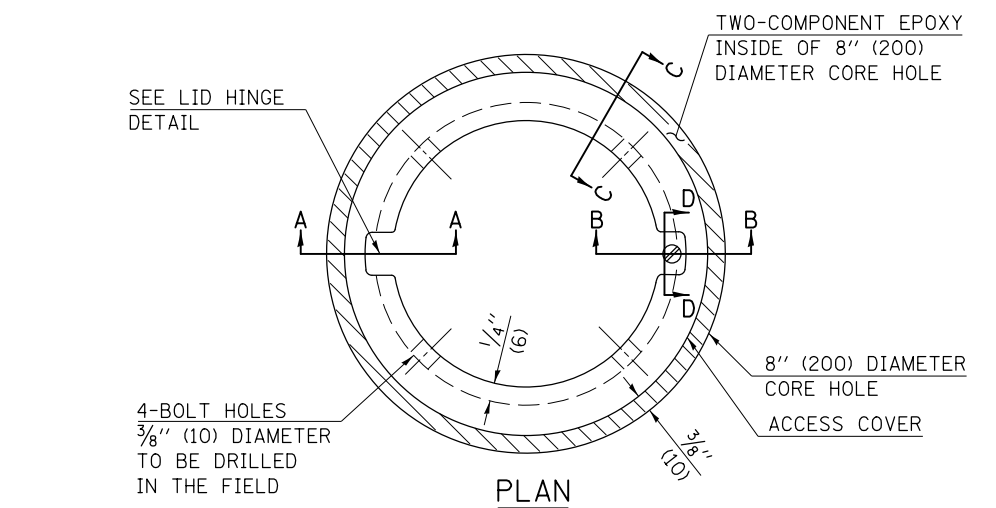 TWO-COMPONENT EPOXY
INSIDE OF 8" (200)
DIAMETER CORE HOLE
SEE LID HINGE
DETAIL
C
C
A
A
B
B
D
D
1/4"
(6)
8" (200) DIAMETER
CORE HOLE
ACCESS COVER
4-BOLT HOLES
3/8" (10) DIAMETER
TO BE DRILLED
IN THE FIELD
3/8"
(10)
PLAN